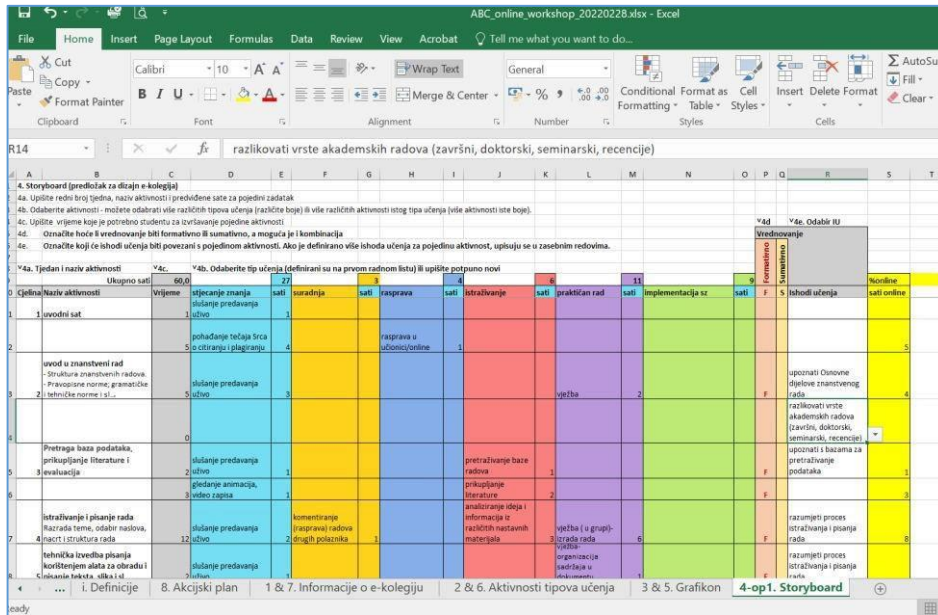 ABC_online_workshop_20220228.xlsx - Excel
File Home Insert Page Layout Formulas Data Review View Acrobat Tell me what you want to do...
Paste
Cut
Copy
Format Painter
Clipboard
Calibri 10
B I U
Font
Wrap Text
Merge & Center
Alignment
General
Number
Conditional Formatting
Format as Table
Cell Styles
Styles
Insert Delete Format
Cells
AutoSu
Fill
Clear
R14 fx razlikovati vrste akademskih radova (završni, doktorski, seminarski, recenzije)
A B C D E F G H I J K L M N O P Q R S T
4. Storyboard (predložak za dizajn e-kolegija)
4a. Upišite redni broj tjedna, naziv aktivnosti i predviđene sate za pojedini zadatak
4b. Odaberite aktivnosti - možete odabrati više različitih tipova učenja (različite boje) ili više različitih aktivnosti istog tipa učenja (više aktivnosti iste boje).
4c. Upišite vrijeme koje je potrebno studentu za izvršavanje pojedine aktivnosti
4d. Označite hoće li vrednovanje biti formativno ili sumativno, a moguća je i kombinacija
4e. Označite koji će ishodi učenja biti povezani s pojedinom aktivnosti. Ako je definirano više ishoda učenja za pojedinu aktivnost, upisuju se u zasebnim redovima.
˅4d ˅4e. Odabir IU
Vrednovanje
Formativno
Sumativno
˅4a. Tjedan i naziv aktivnosti ˅4c. ˅4b. Odaberite tip učenja (definirani su na prvom radnom listu) ili upišite potpuno novi
Ukupno sati 60,0 27 3 4 6 11 9 %online
Cjelina Naziv aktivnosti Vrijeme stjecanje znanja sati suradnja sati rasprava sati istraživanje sati praktičan rad sati implementacija sz sati F S Ishodi učenja sati online
1 uvodni sat 1
slušanje predavanja
uživo 1
5
pohađanje tečaja Srca
o citiranju i plagiranju 4
rasprava u
učionici/online 1
5
uvod u znanstveni rad
- Struktura znanstvenih radova.
- Pravopisne norme; gramatičke
2 i tehničke norme i sl... 5
slušanje predavanja
uživo 3
vježba 2
F
upoznati Osnovne
dijelove znanstvenog
rada 4
0
razlikovati vrste
akademskih radova
(završni, doktorski,
seminarski, recenzije)
Pretraga baza podataka,
prikupljanje literature i
3 evaluacija 2
slušanje predavanja
uživo 1
pretraživanje baze
radova 1
F
upoznati s bazama za
pretraživanje
podataka 1
3
gledanje animacija,
video zapisa 1
prikupljanje
literature 2
F
3
istraživanje i pisanje rada
Razrada teme, odabir naslova,
4 nacrt i struktura rada 12
slušanje predavanja
uživo 2
komentiranje
(rasprava) radova
drugih polaznika 1
analiziranje ideja i
informacija iz
različitih nastavnih
materijala 3
vježba ( u grupi)-
izrada rada 6
F
razumjeti proces
istraživanja i pisanja
rada 8
tehnička izvedba pisanja
korištenjem alata za obradu i
5 pisanje teksta, slika i sl
slušanje predavanja
uživo
vježba-
organizacija
sadržaja u
dokumentu
razumjeti proces
istraživanja i pisanja
rada
... i. Definicije 8. Akcijski plan 1 & 7. Informacije o e-kolegiju 2 & 6. Aktivnosti tipova učenja 3 & 5. Grafikon 4-op1. Storyboard
eady